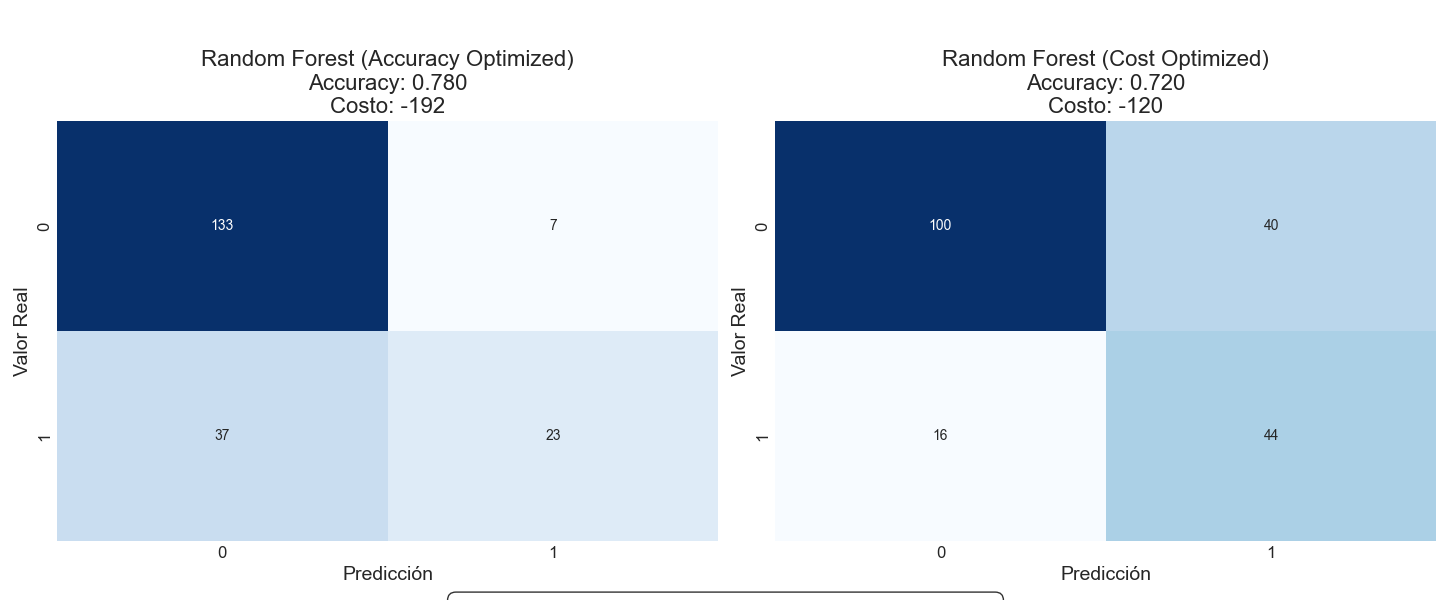 Random Forest (Accuracy Optimized)
Accuracy: 0.780
Costo: -192
133
7
37
23
0
1
Valor Real
0
1
Predicción
Random Forest (Cost Optimized)
Accuracy: 0.720
Costo: -120
100
40
16
44
0
1
Valor Real
0
1
Predicción